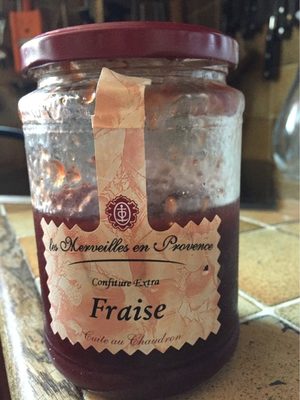 les Merveilles en Provence
Confiture Extra
Fraise
Cuite au Chaudron